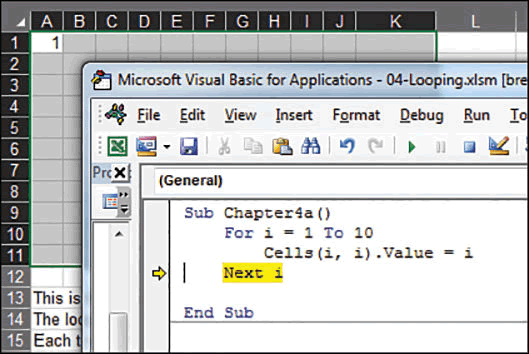 A B C D E F G H I J K L
1 1
2
3
4
5
6
7
8
9
10
11
12
13 This is
14 The loo
15 Each t
Microsoft Visual Basic for Applications - 04-Looping.xlsm [bre
File Edit View Insert Format Debug Run To
Pro
(General)
Sub Chapter4a()
For i = 1 To 10
Cells(i, i).Value = i
Next i
End Sub